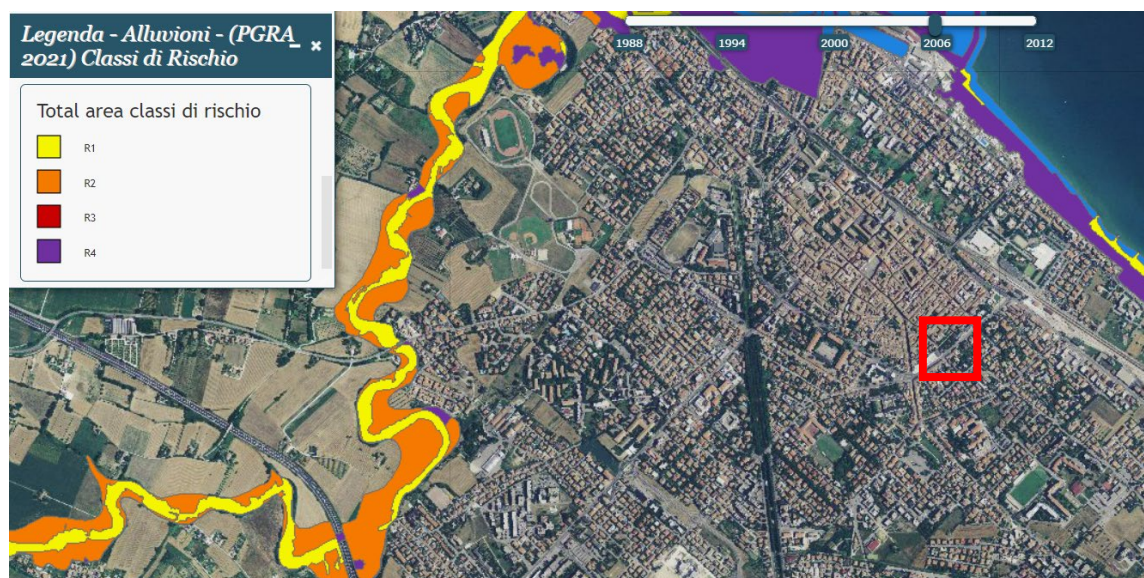 Legenda - Alluvioni - (PGRA
2021) Classi di Rischio
Total area classi di rischio
R1
R2
R3
R4
1988 1994 2000 2006 2012